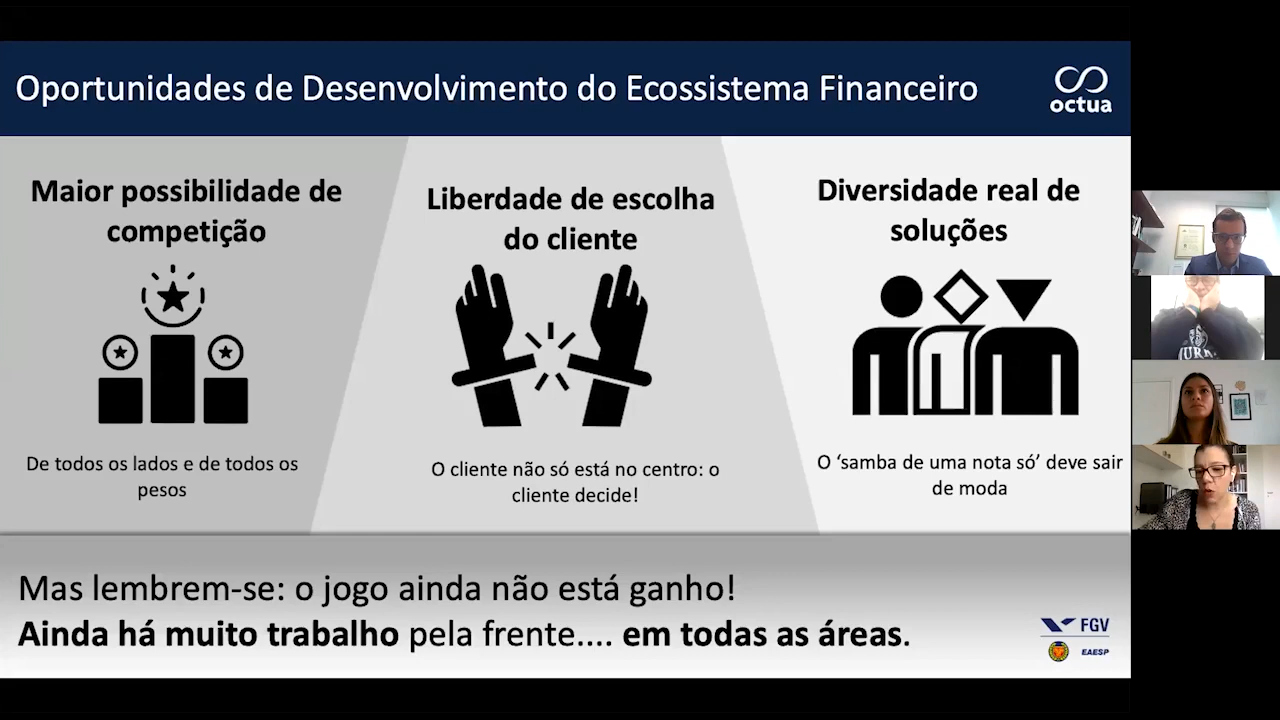 Oportunidades de Desenvolvimento do Ecossistema Financeiro
octua
Maior possibilidade de
competição
De todos os lados e de todos os
pesos
Liberdade de escolha
do cliente
O cliente não só está no centro: o
cliente decide!
Diversidade real de
soluções
O ‘samba de uma nota só’ deve sair
de moda
Mas lembrem-se: o jogo ainda não está ganho!
Ainda há muito trabalho pela frente.... em todas as áreas.
FGV
EAESP